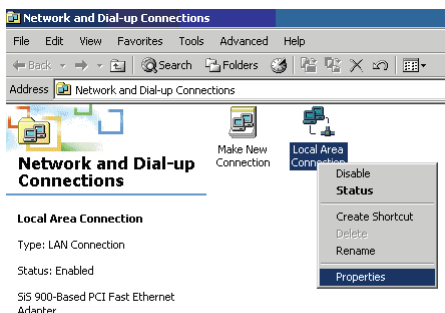 Network and Dial-up Connections
File Edit View Favorites Tools Advanced Help
Back Search Folders
Address Network and Dial-up Connections
Network and Dial-up Connections
Make New Connection
Local Area Connection
Disable
Status
Create Shortcut
Delete
Rename
Properties
Local Area Connection
Type: LAN Connection
Status: Enabled
SiS 900-Based PCI Fast Ethernet
Adapter